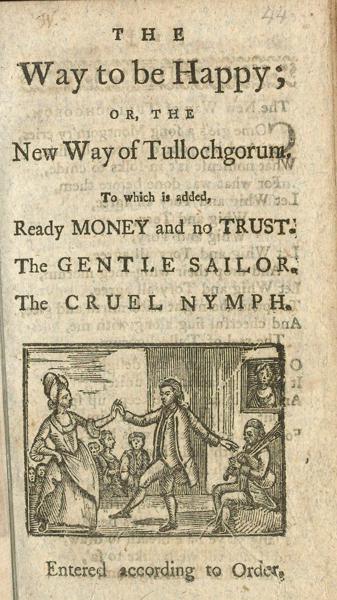 44
THE
Way to be Happy;
OR, THE
New Way of Tullochgorum.
To which is added,
Ready MONEY and no TRUST.
The GENTLE SAILOR.
The CRUEL NYMPH.
Entered according to Order.